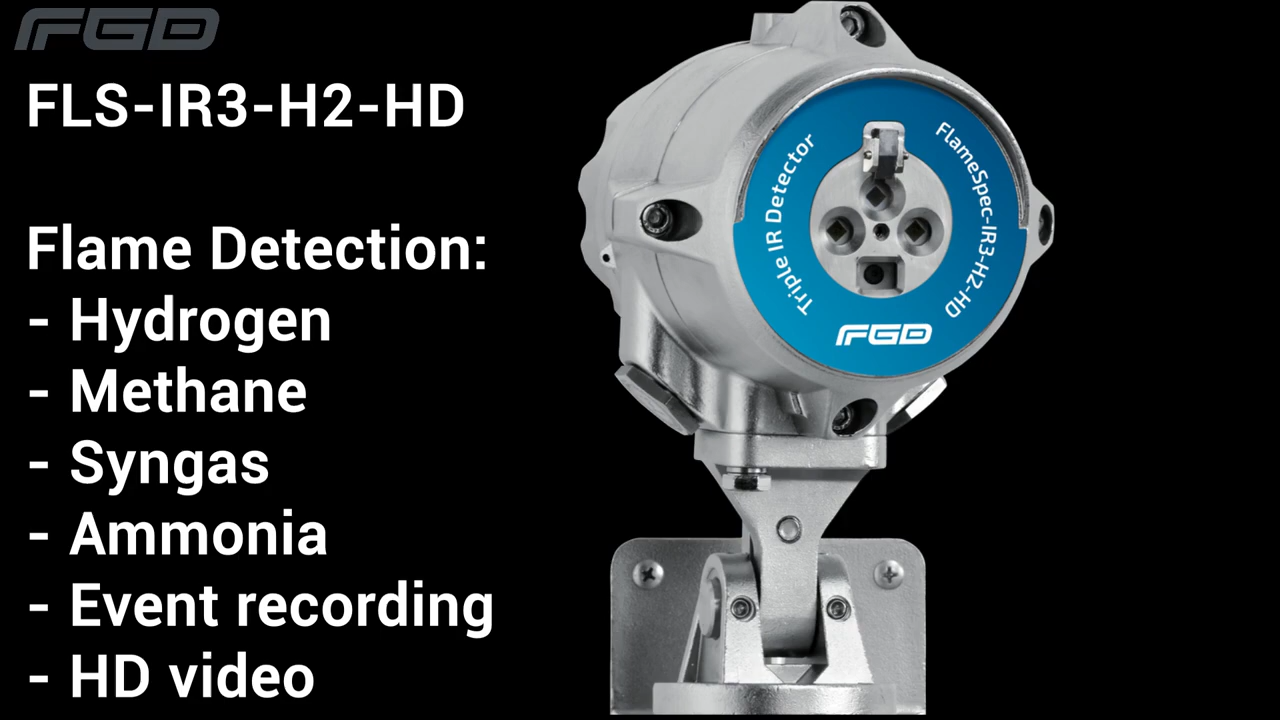 FGD
FLS-IR3-H2-HD
Flame Detection:
- Hydrogen
- Methane
- Syngas
- Ammonia
- Event recording
- HD video
Triple IR Detector
FlameSpec-IR3-H2-HD
FGD